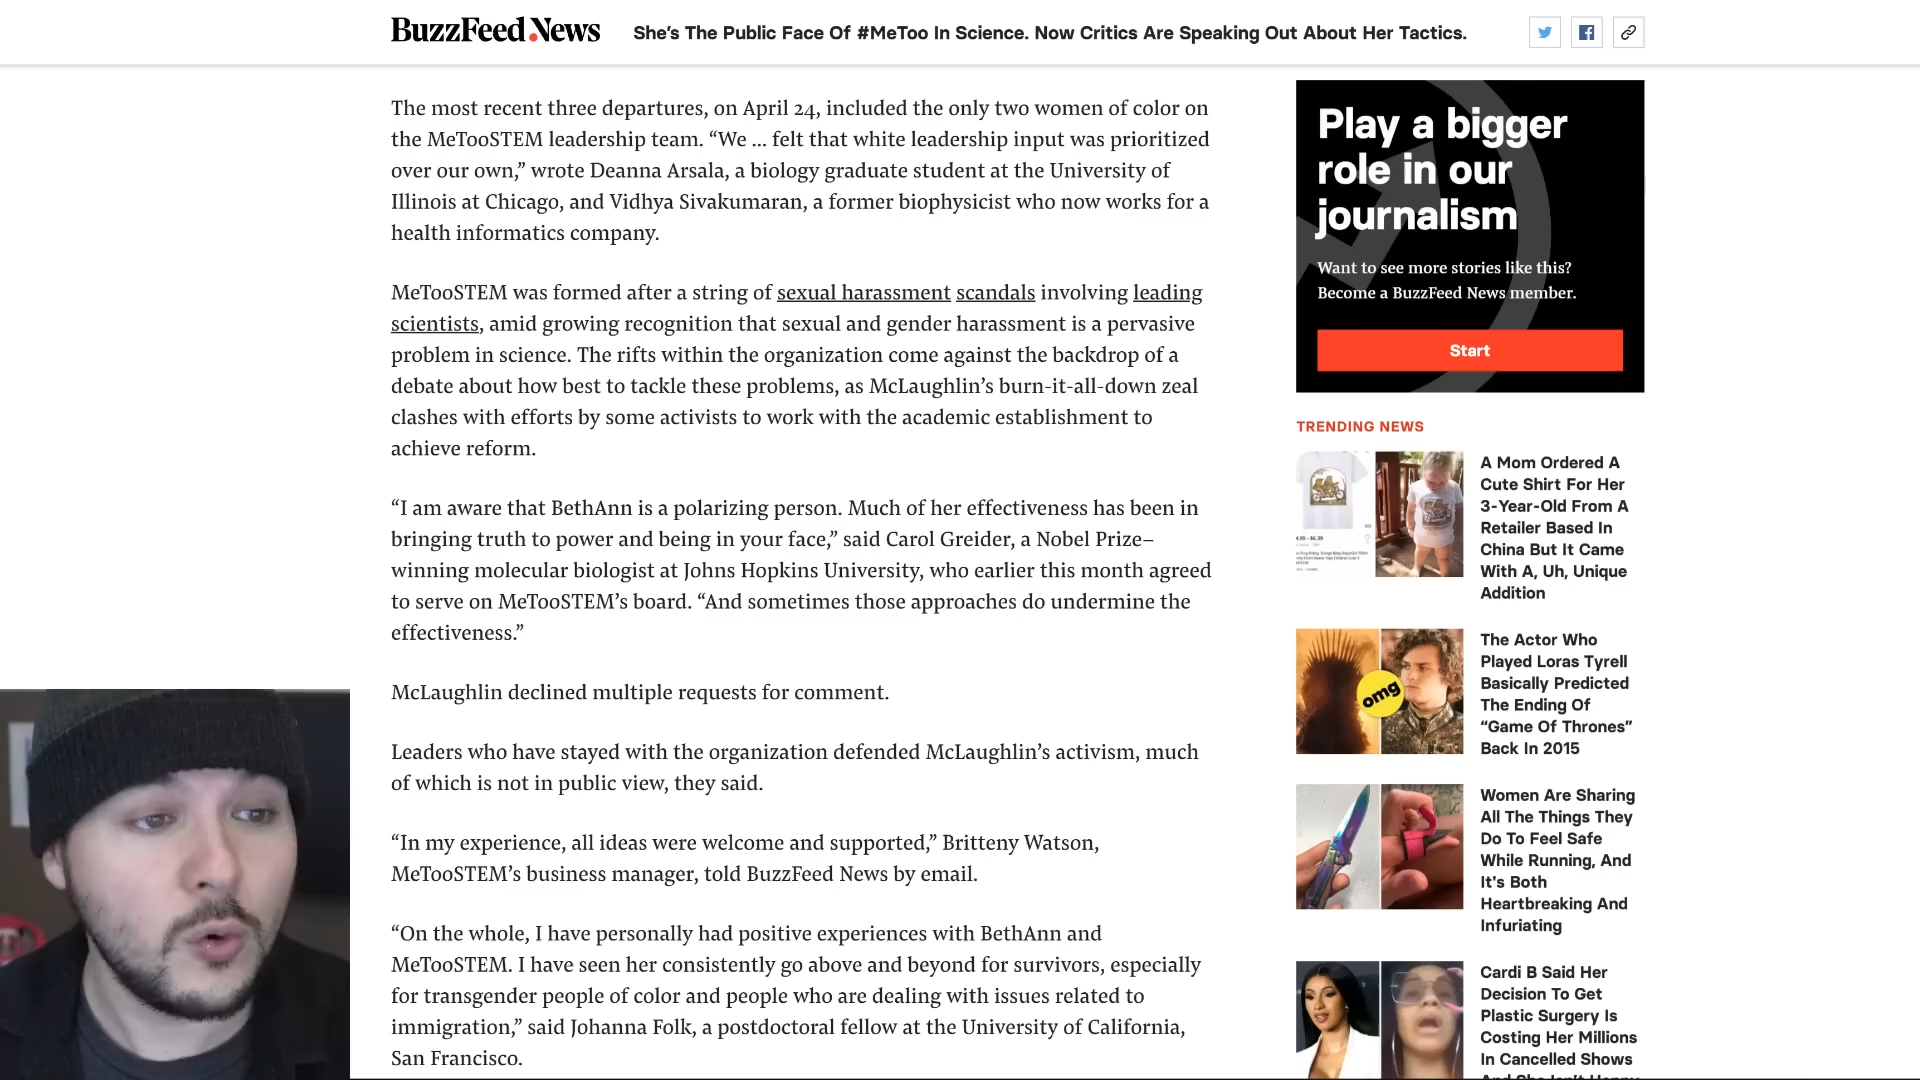 BuzzFeed News
She's The Public Face Of #MeToo In Science. Now Critics Are Speaking Out About Her Tactics.
The most recent three departures, on April 24, included the only two women of color on
the MeTooSTEM leadership team. “We ... felt that white leadership input was prioritized
over our own,” wrote Deanna Arsala, a biology graduate student at the University of
Illinois at Chicago, and Vidhya Sivakumaran, a former biophysicist who now works for a
health informatics company.
MeTooSTEM was formed after a string of sexual harassment scandals involving leading
scientists, amid growing recognition that sexual and gender harassment is a pervasive
problem in science. The rifts within the organization come against the backdrop of a
debate about how best to tackle these problems, as McLaughlin’s burn-it-all-down zeal
clashes with efforts by some activists to work with the academic establishment to
achieve reform.
“I am aware that BethAnn is a polarizing person. Much of her effectiveness has been in
bringing truth to power and being in your face,” said Carol Greider, a Nobel Prize–
winning molecular biologist at Johns Hopkins University, who earlier this month agreed
to serve on MeTooSTEM’s board. “And sometimes those approaches do undermine the
effectiveness.”
McLaughlin declined multiple requests for comment.
Leaders who have stayed with the organization defended McLaughlin’s activism, much
of which is not in public view, they said.
“In my experience, all ideas were welcome and supported,” Britteny Watson,
MeTooSTEM’s business manager, told BuzzFeed News by email.
“On the whole, I have personally had positive experiences with BethAnn and
MeTooSTEM. I have seen her consistently go above and beyond for survivors, especially
for transgender people of color and people who are dealing with issues related to
immigration,” said Johanna Folk, a postdoctoral fellow at the University of California,
San Francisco.
Play a bigger
role in our
journalism
Want to see more stories like this?
Become a BuzzFeed News member.
Start
TRENDING NEWS
A Mom Ordered A
Cute Shirt For Her
3-Year-Old From A
Retailer Based In
China But It Came
With A, Uh, Unique
Addition
omg
The Actor Who
Played Loras Tyrell
Basically Predicted
The Ending Of
“Game Of Thrones”
Back In 2015
Women Are Sharing
All The Things They
Do To Feel Safe
While Running, And
It's Both
Heartbreaking And
Infuriating
Cardi B Said Her
Decision To Get
Plastic Surgery Is
Costing Her Millions
In Cancelled Shows